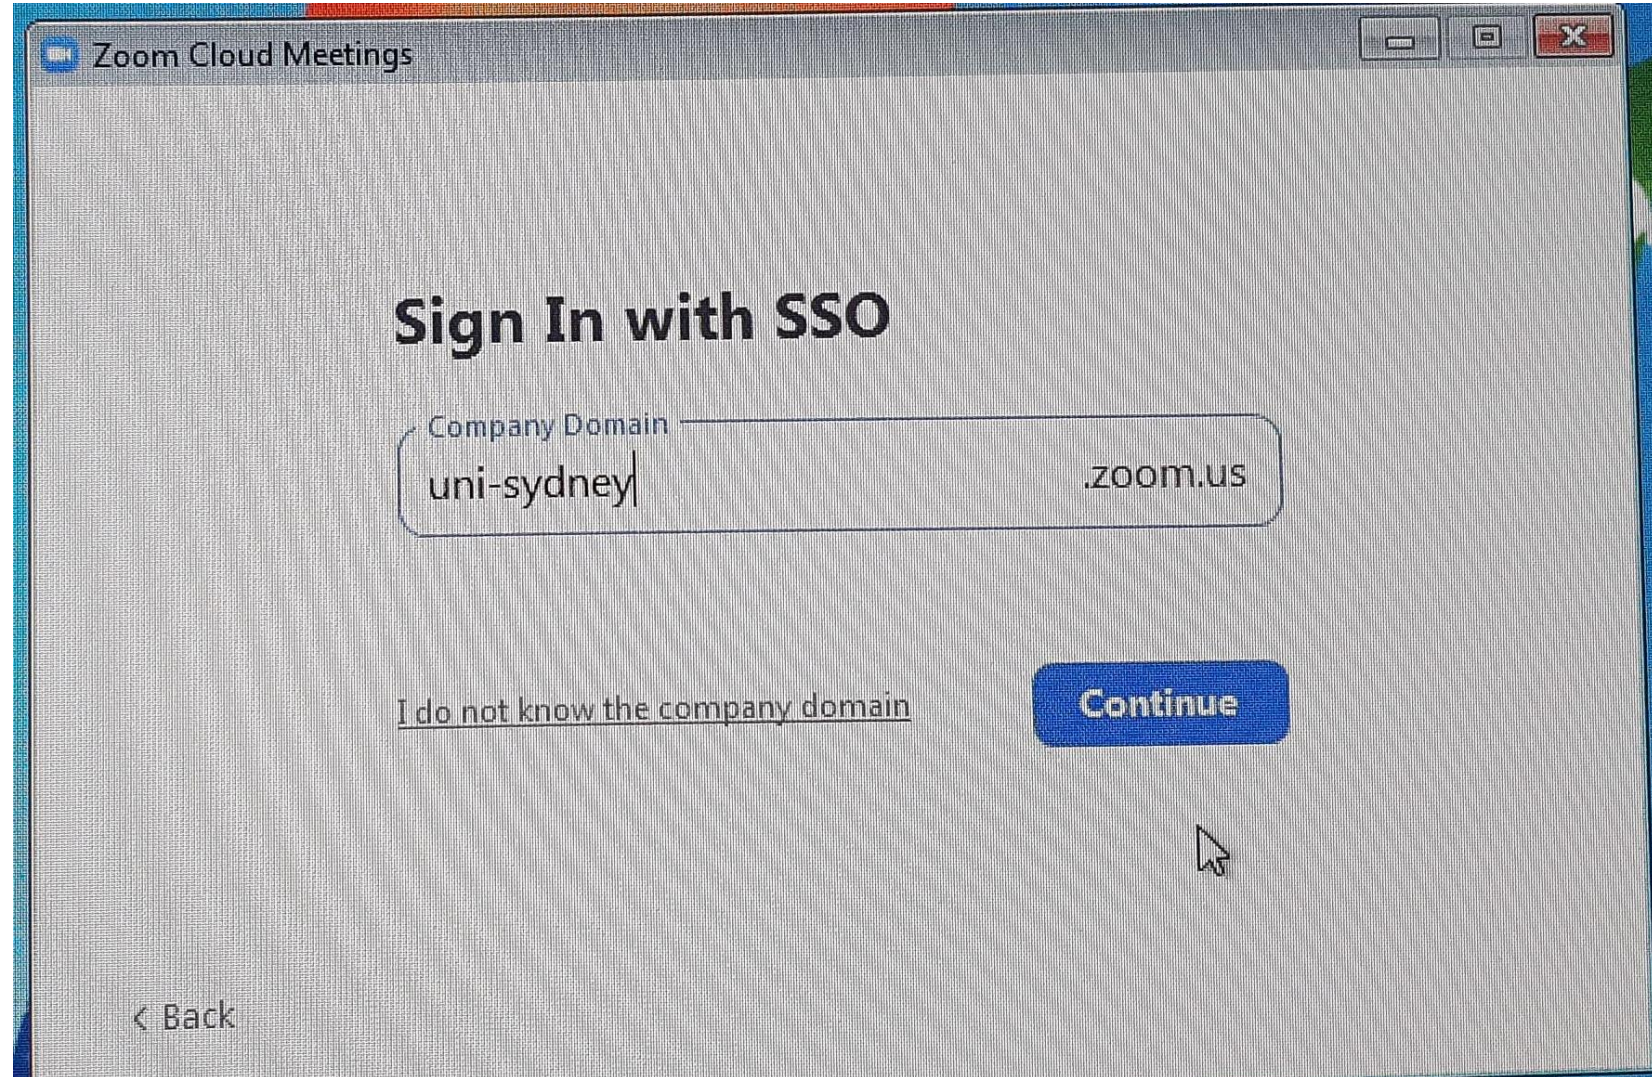 Zoom Cloud Meetings
Sign In with SSO
Company Domain
uni-sydney .zoom.us
I do not know the company domain Continue
< Back